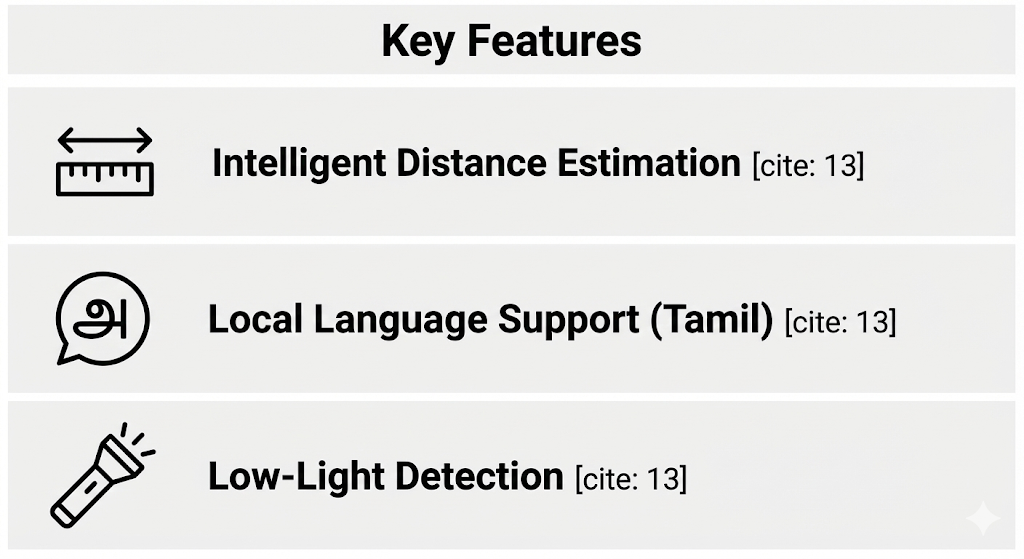 Key Features
Intelligent Distance Estimation [cite: 13]
அ
Local Language Support (Tamil) [cite: 13]
Low-Light Detection [cite: 13]